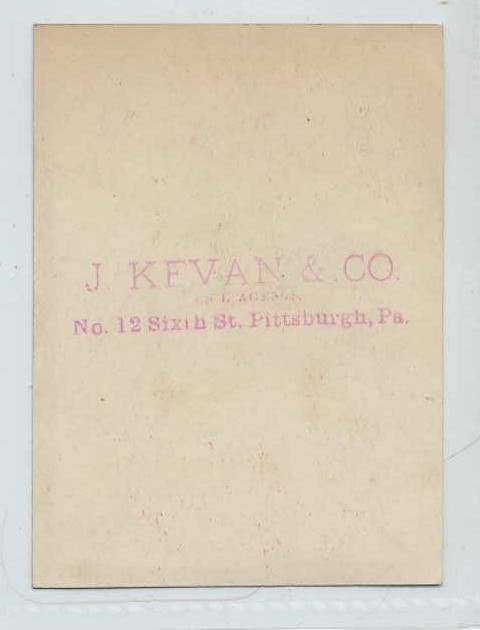 J. KEVAN & CO.
No. 12 Sixth St. Pittsburgh, Pa.